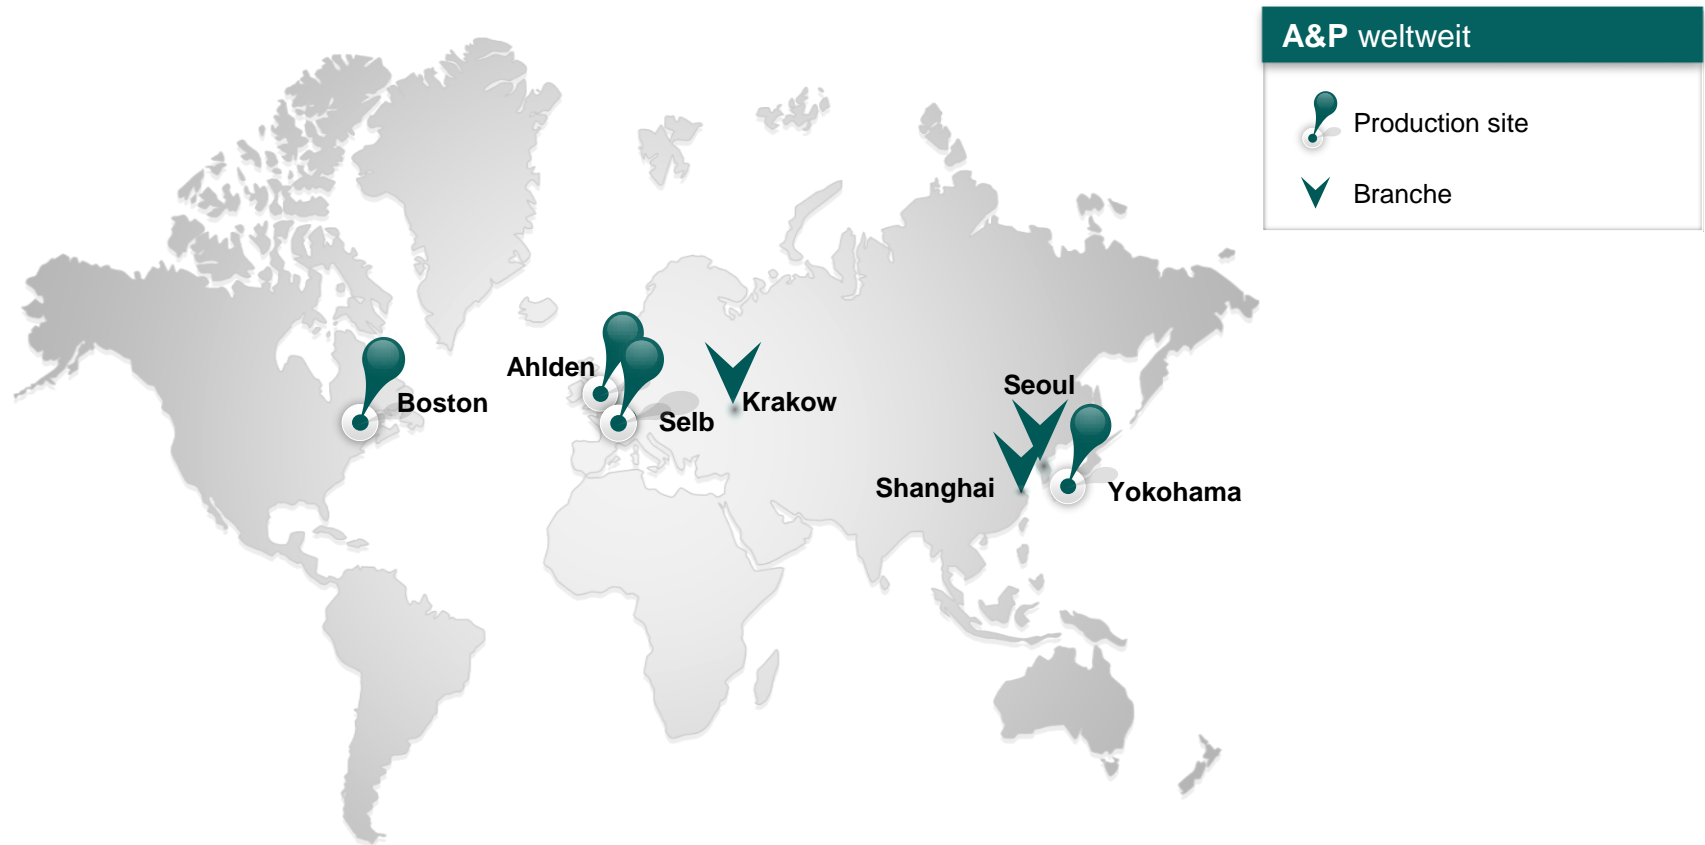 A&P weltweit
Production site
Branche
Ahlden
Boston
Selb
Krakow
Seoul
Shanghai
Yokohama